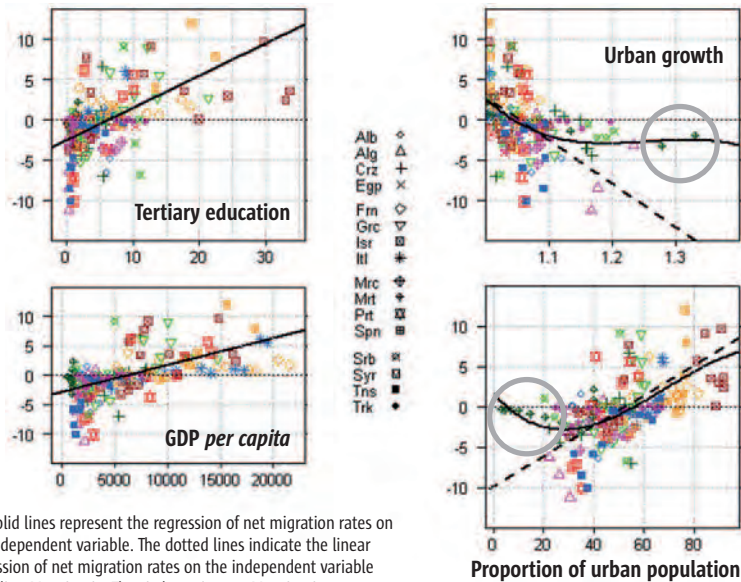 10
5
0
-5
-10
Tertiary education
0
10
20
30
10
5
0
-5
-10
Urban growth
1.1
1.2
1.3
Alb
Alg
Crz
Egp
Frn
Grc
Isr
Itl
Mrc
Mrt
Prt
Spn
Srb
Syr
Tns
Trk
10
5
0
-5
-10
GDP per capita
0
5000
10000
15000
20000
10
5
0
-5
-10
0
20
40
60
80
Proportion of urban population
lines represent the regression of net migration rates on
dependent variable. The dotted lines indicate the linear
of net migration rates on the independent variable